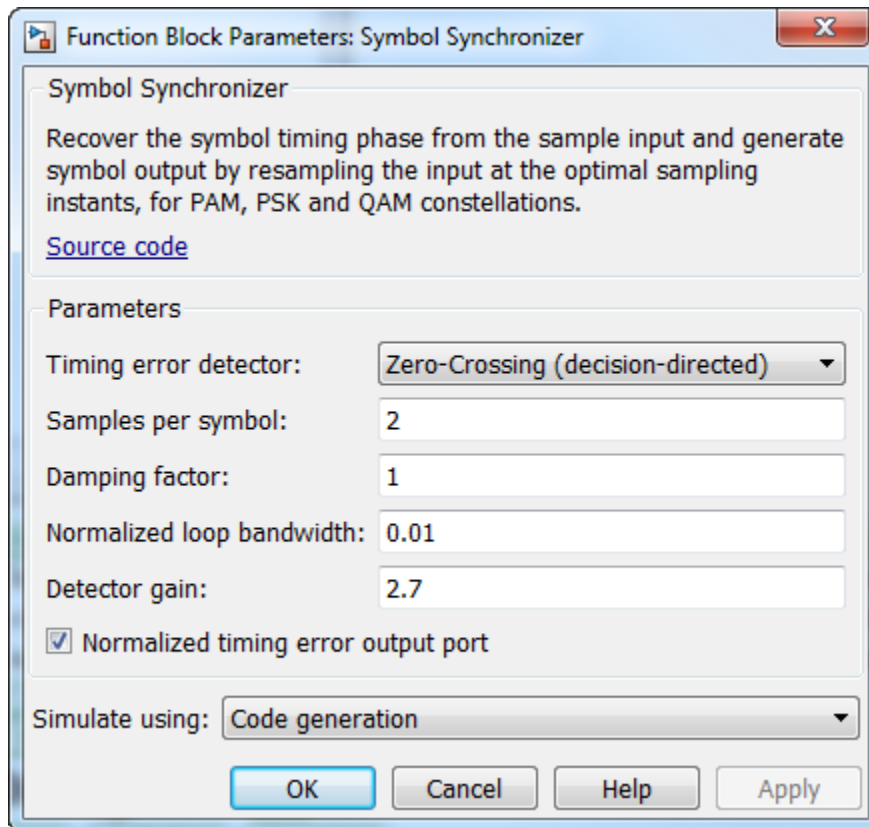 Function Block Parameters: Symbol Synchronizer
Symbol Synchronizer
Recover the symbol timing phase from the sample input and generate
symbol output by resampling the input at the optimal sampling
instants, for PAM, PSK and QAM constellations.
Source code
Parameters
Timing error detector: Zero-Crossing (decision-directed)
Samples per symbol: 2
Damping factor: 1
Normalized loop bandwidth: 0.01
Detector gain: 2.7
Normalized timing error output port
Simulate using: Code generation
OK Cancel Help Apply